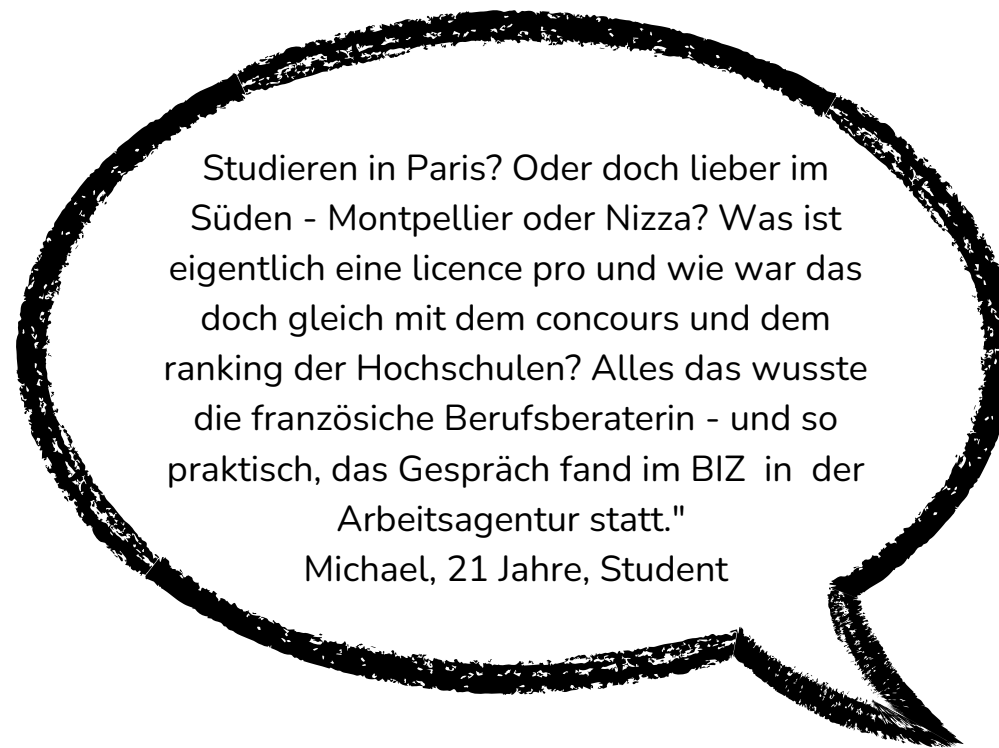 Studieren in Paris? Oder doch lieber im
Süden - Montpellier oder Nizza? Was ist
eigentlich eine licence pro und wie war das
doch gleich mit dem concours und dem
ranking der Hochschulen? Alles das wusste
die französiche Berufsberaterin - und so
praktisch, das Gespräch fand im BIZ  in  der
Arbeitsagentur statt."
Michael, 21 Jahre, Student